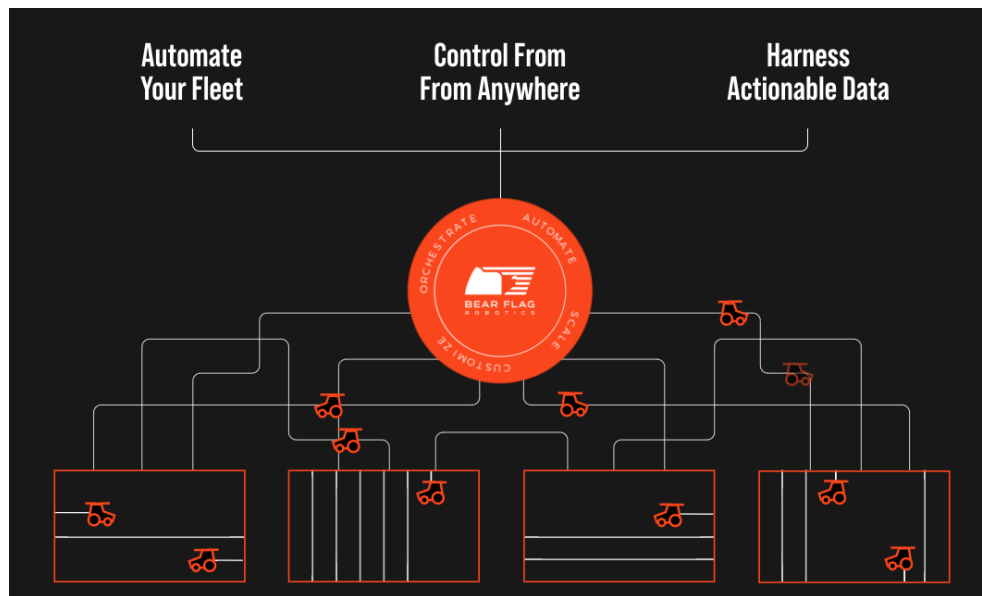 Automate
Your Fleet
Control From
From Anywhere
Harness
Actionable Data
ORCHESTRATE
AUTOMATE
SCALE
CUSTOMIZE
BEAR FLAG
ROBOTICS